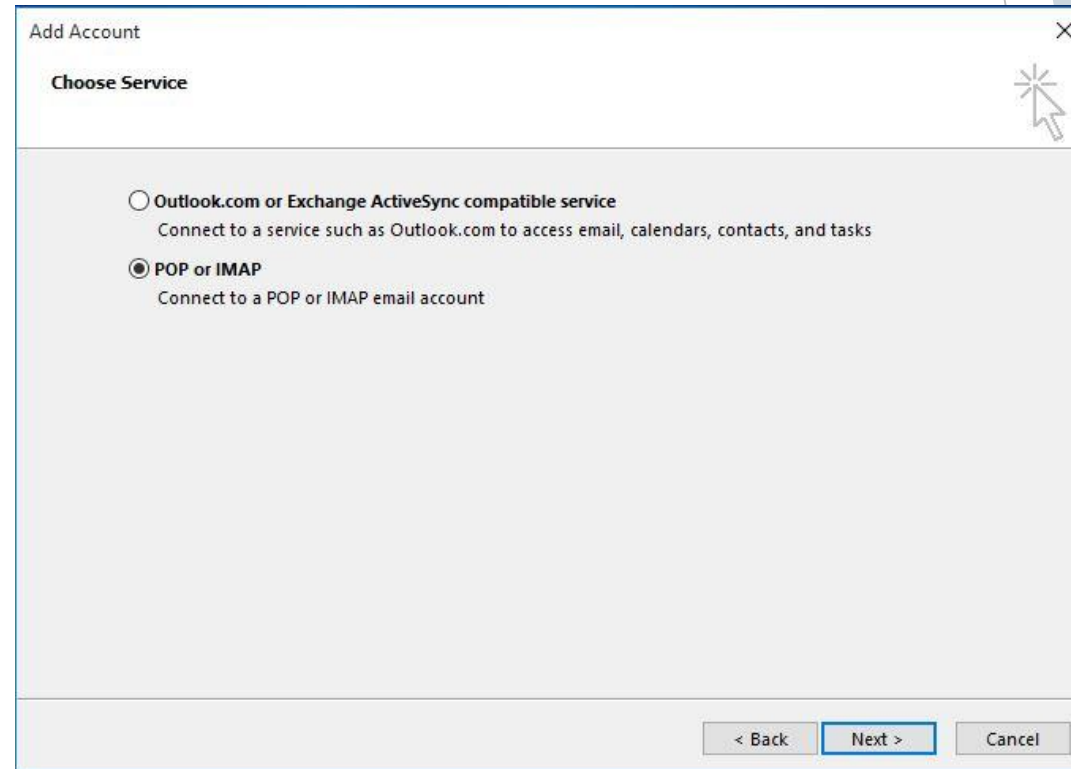 Add Account
Choose Service
Outlook.com or Exchange ActiveSync compatible service
Connect to a service such as Outlook.com to access email, calendars, contacts, and tasks
POP or IMAP
Connect to a POP or IMAP email account
< Back Next > Cancel